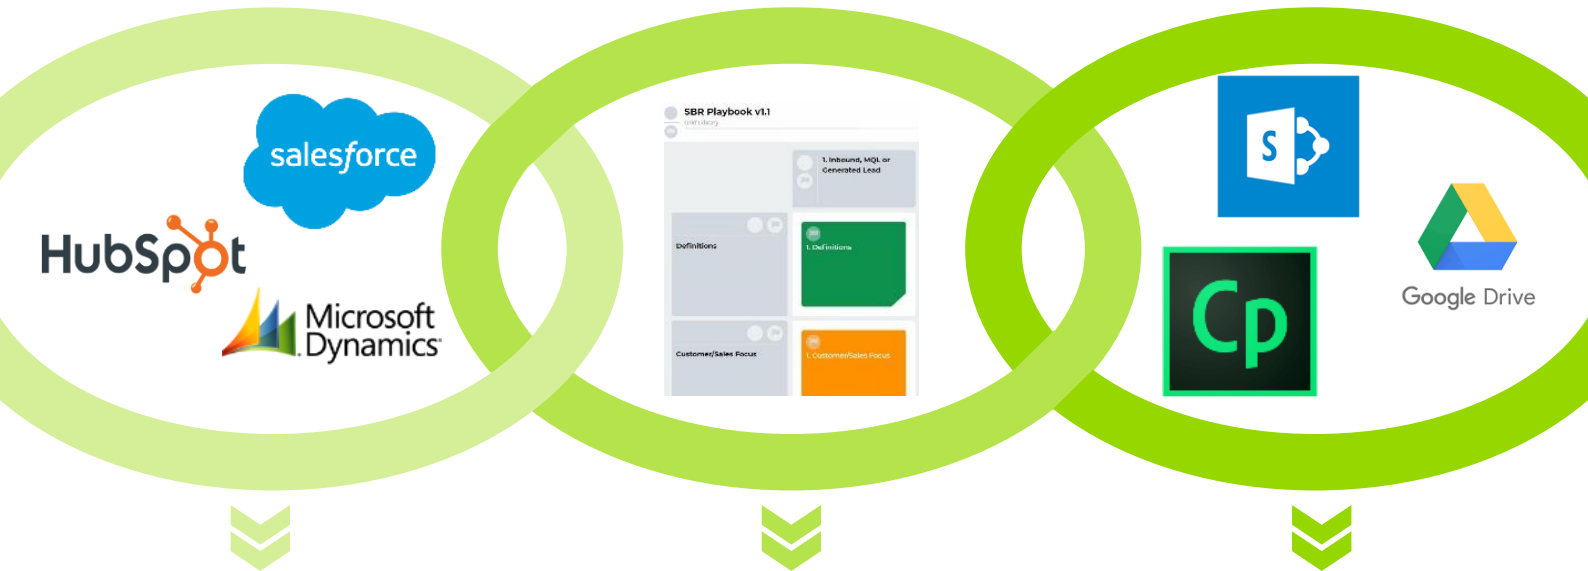 salesforce
HubSpot
Microsoft
Dynamics
SBR Playbook v1.1
1. Inbound, MQL or
Generated Lead
Definitions
1. Definitions
Customer/Sales Focus
1. Customer/Sales Focus
S
Cp
Google Drive